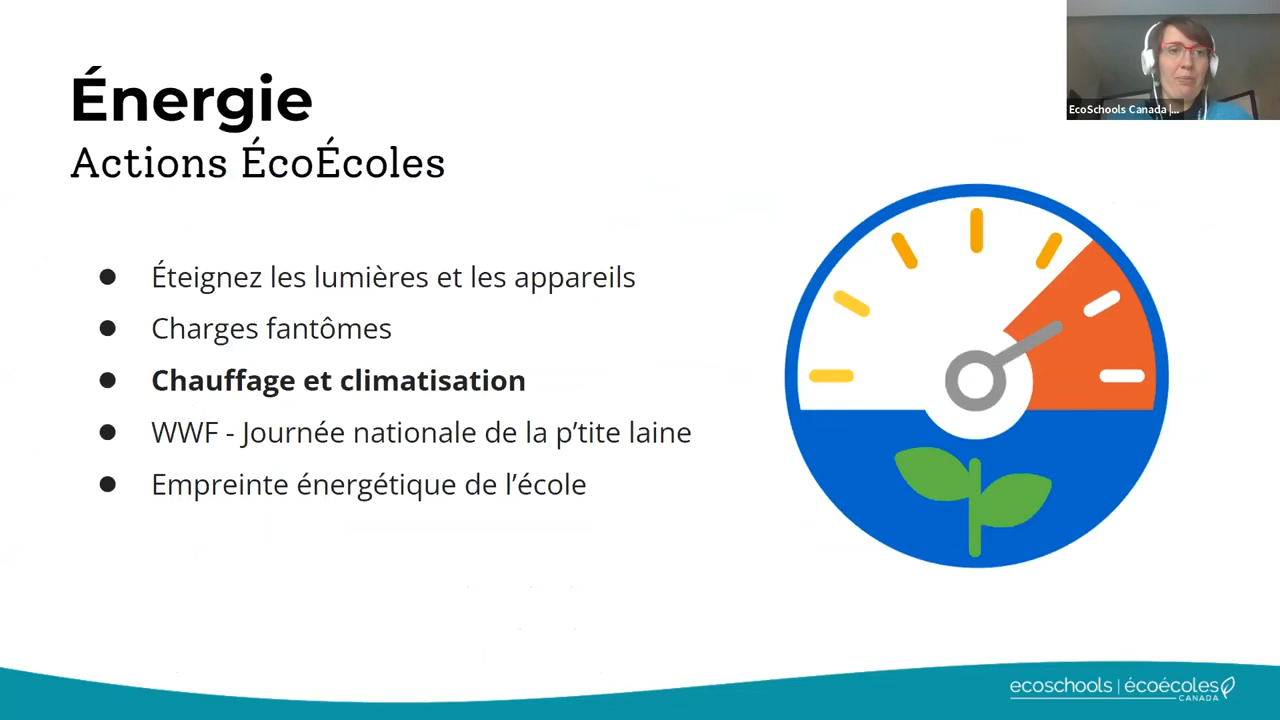 Énergie
Actions ÉcoÉcoles
EcoSchools Canada |...
● Éteignez les lumières et les appareils
● Charges fantômes
● Chauffage et climatisation
● WWF - Journée nationale de la p’tite laine
● Empreinte énergétique de l’école
ecoschools | écoécoles
CANADA